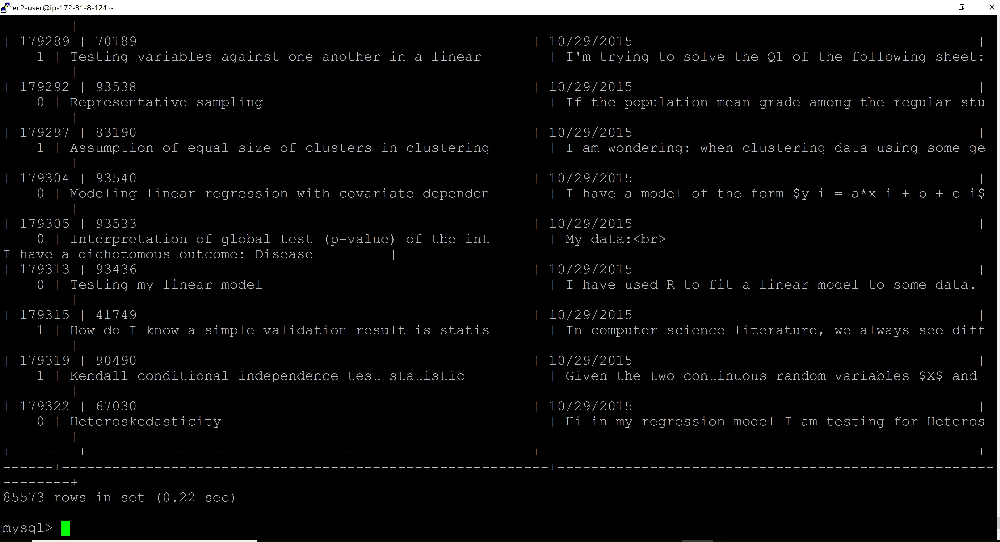 ec2-user@ip-172-31-8-124:~
|
| 179289 | 70189 | 10/29/2015 |
1 | Testing variables against one another in a linear | I'm trying to solve the Q1 of the following sheet:
|
| 179292 | 93538 | 10/29/2015 |
0 | Representative sampling | If the population mean grade among the regular stu
|
| 179297 | 83190 | 10/29/2015 |
1 | Assumption of equal size of clusters in clustering | I am wondering: when clustering data using some ge
|
| 179304 | 93540 | 10/29/2015 |
0 | Modeling linear regression with covariate dependen | I have a model of the form $y_i = a*x_i + b + e_i$
|
| 179305 | 93533 | 10/29/2015 |
0 | Interpretation of global test (p-value) of the int | My data:<br>
I have a dichotomous outcome: Disease |
| 179313 | 93436 | 10/29/2015 |
0 | Testing my linear model | I have used R to fit a linear model to some data.
|
| 179315 | 41749 | 10/29/2015 |
1 | How do I know a simple validation result is statis | In computer science literature, we always see diff
|
| 179319 | 90490 | 10/29/2015 |
1 | Kendall conditional independence test statistic | Given the two continuous random variables $X$ and
|
| 179322 | 67030 | 10/29/2015 |
0 | Heteroskedasticity | Hi in my regression model I am testing for Heteros
|
+--------+-----------------------------------------------------+----------------------------------------------------+-
------+----------------------------------------------------------+----------------------------------------------------
--------+
85573 rows in set (0.22 sec)
mysql>